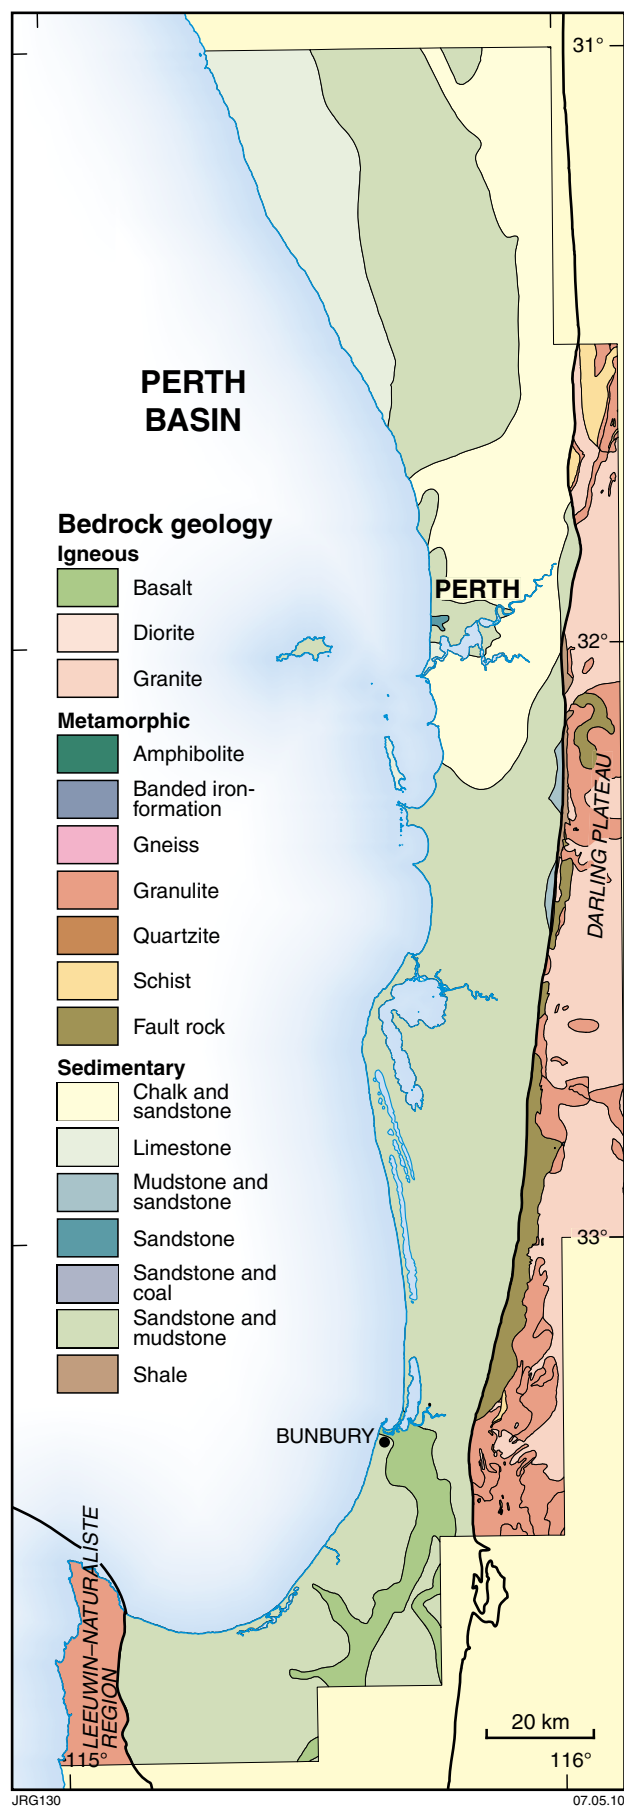 31°
PERTH
BASIN
Bedrock geology
Igneous
Basalt
Diorite
Granite
Metamorphic
Amphibolite
Banded iron-
formation
Gneiss
Granulite
Quartzite
Schist
Fault rock
Sedimentary
Chalk and
sandstone
Limestone
Mudstone and
sandstone
Sandstone
Sandstone and
coal
Sandstone and
mudstone
Shale
PERTH
32°
DARLING PLATEAU
33°
BUNBURY
LEEUWIN–NATURALISTE
REGION
20 km
115°
116°
JRG130
07.05.10